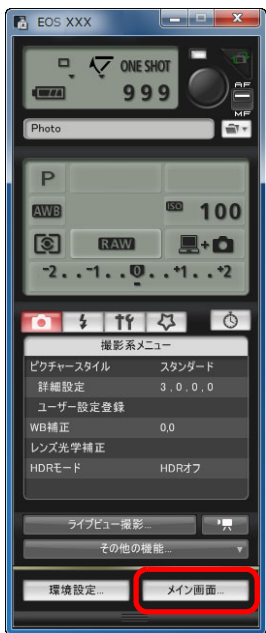 EOS XXX
ONE SHOT
999
AF
MF
Photo
P
AWB
ISO 100
RAW
-2..-1..0..+1..+2
撮影系メニュー
ピクチャースタイル スタンダード
詳細設定 3,0,0,0
ユーザー設定登録
WB補正 0,0
レンズ光学補正
HDRモード HDRオフ
ライブビュー撮影...
その他の機能...
環境設定... メイン画面...